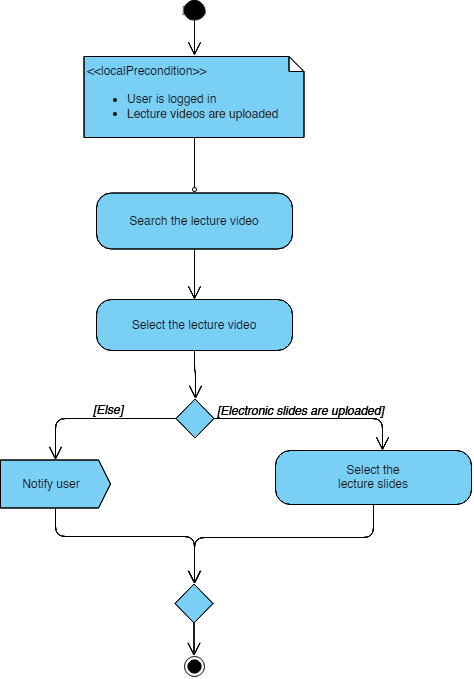 <<localPrecondition>>
• User is logged in
• Lecture videos are uploaded
Search the lecture video
Select the lecture video
[Else]
[Electronic slides are uploaded]
Notify user
Select the
lecture slides